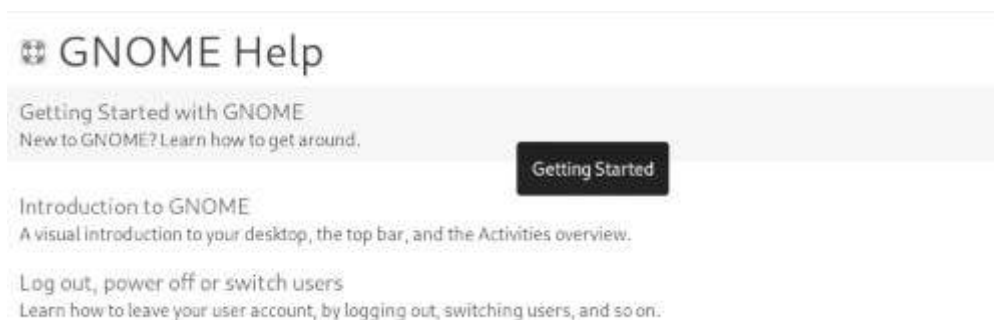 GNOME Help
Getting Started with GNOME
New to GNOME? Learn how to get around.
Getting Started
Introduction to GNOME
A visual introduction to your desktop, the top bar, and the Activities overview.
Log out, power off or switch users
Learn how to leave your user account, by logging out, switching users, and so on.